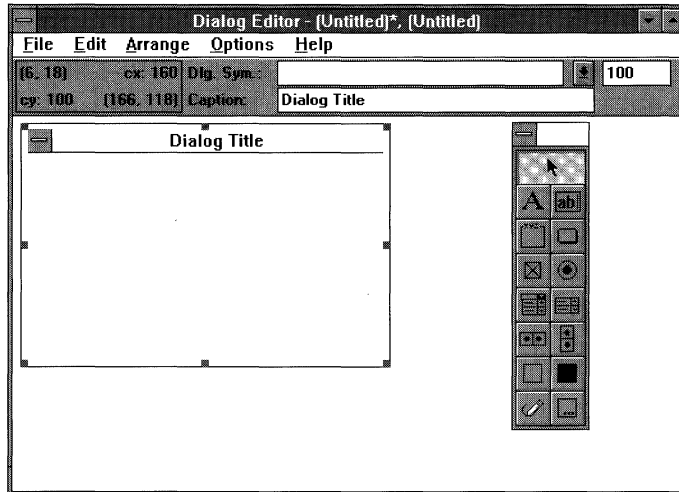 Dialog Editor - (Untitled)*, (Untitled)
File Edit Arrange Options Help
(6, 18) cx: 160 Dlg. Sym.: 100
cy: 100 (166, 118) Caption: Dialog Title
Dialog Title
A ab